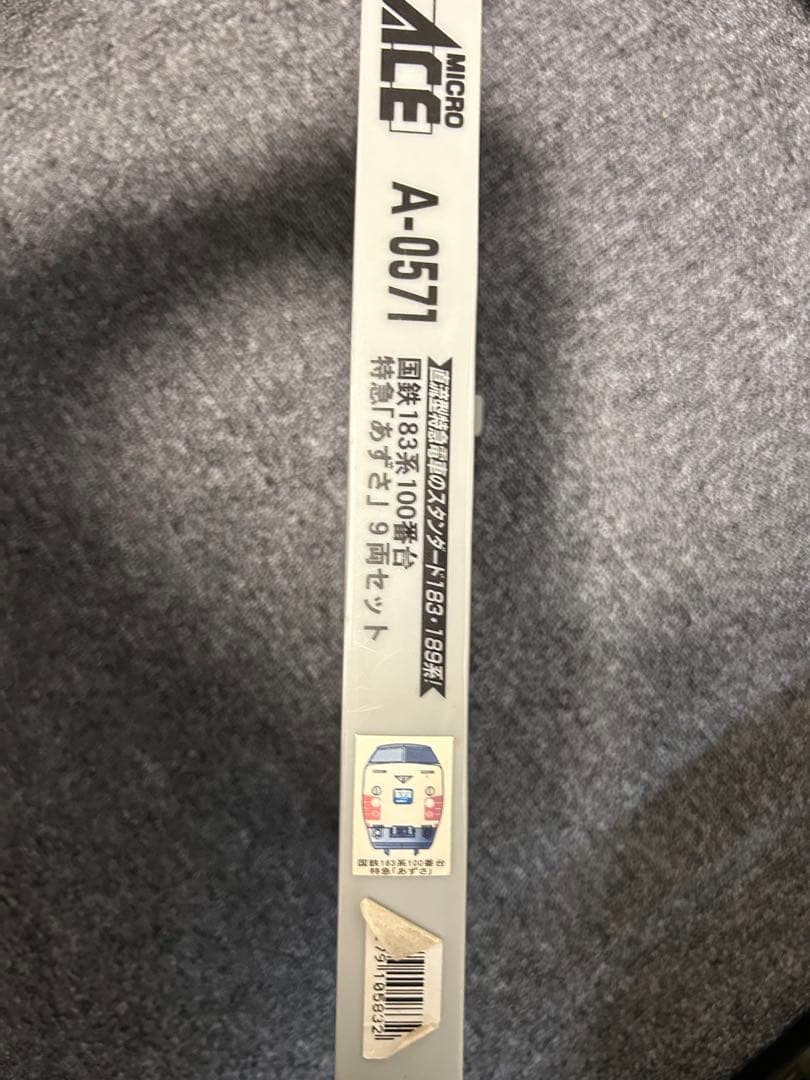 MICRO
ACE
A-0571
直流型特急電車のスタンダード183・189系!
国鉄183系100番台
特急「あずさ」9両セット
国鉄183系100番台
特急「あずさ」
79 105832